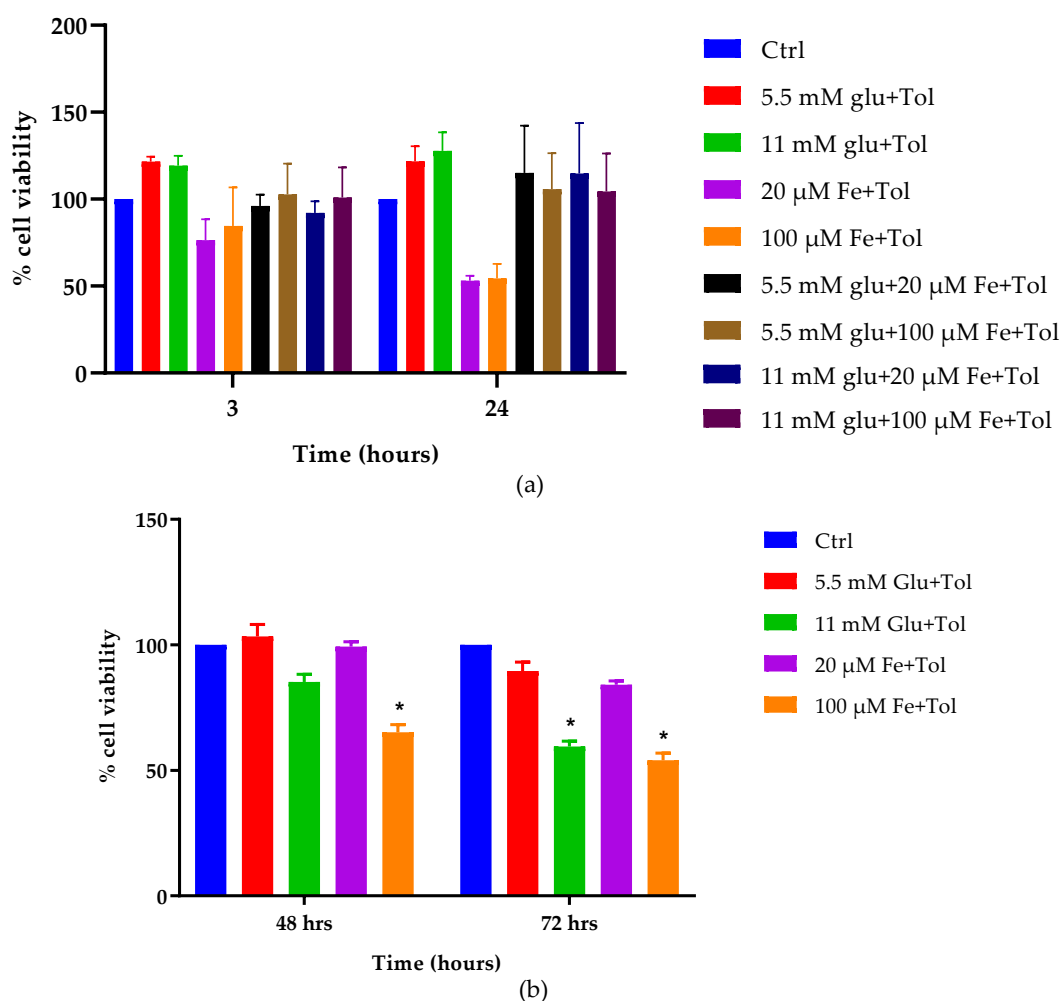 200
150
100
50
0
% cell viability
3
24
Time (hours)
Ctrl
5.5 mM glu+Tol
11 mM glu+Tol
20 µM Fe+Tol
100 µM Fe+Tol
5.5 mM glu+20 µM Fe+Tol
5.5 mM glu+100 µM Fe+Tol
11 mM glu+20 µM Fe+Tol
11 mM glu+100 µM Fe+Tol
(a)
150
100
50
0
% cell viability
*
*
*
48 hrs
72 hrs
Time (hours)
Ctrl
5.5 mM Glu+Tol
11 mM Glu+Tol
20 µM Fe+Tol
100 µM Fe+Tol
(b)